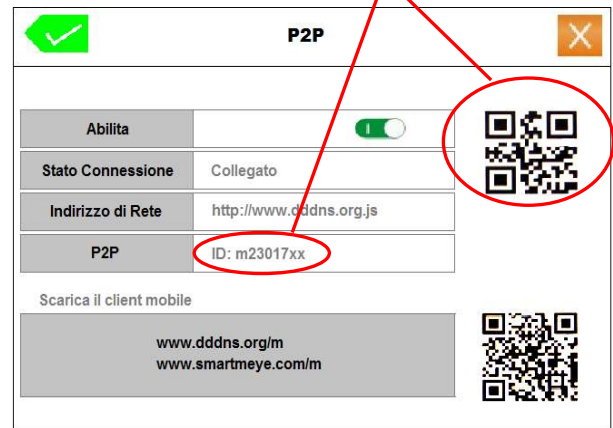 P2P
Abilita
Stato Connessione Collegato
Indirizzo di Rete http://www.dddns.org.js
P2P ID: m23017xx
Scarica il client mobile
www.dddns.org/m
www.smartmeye.com/m